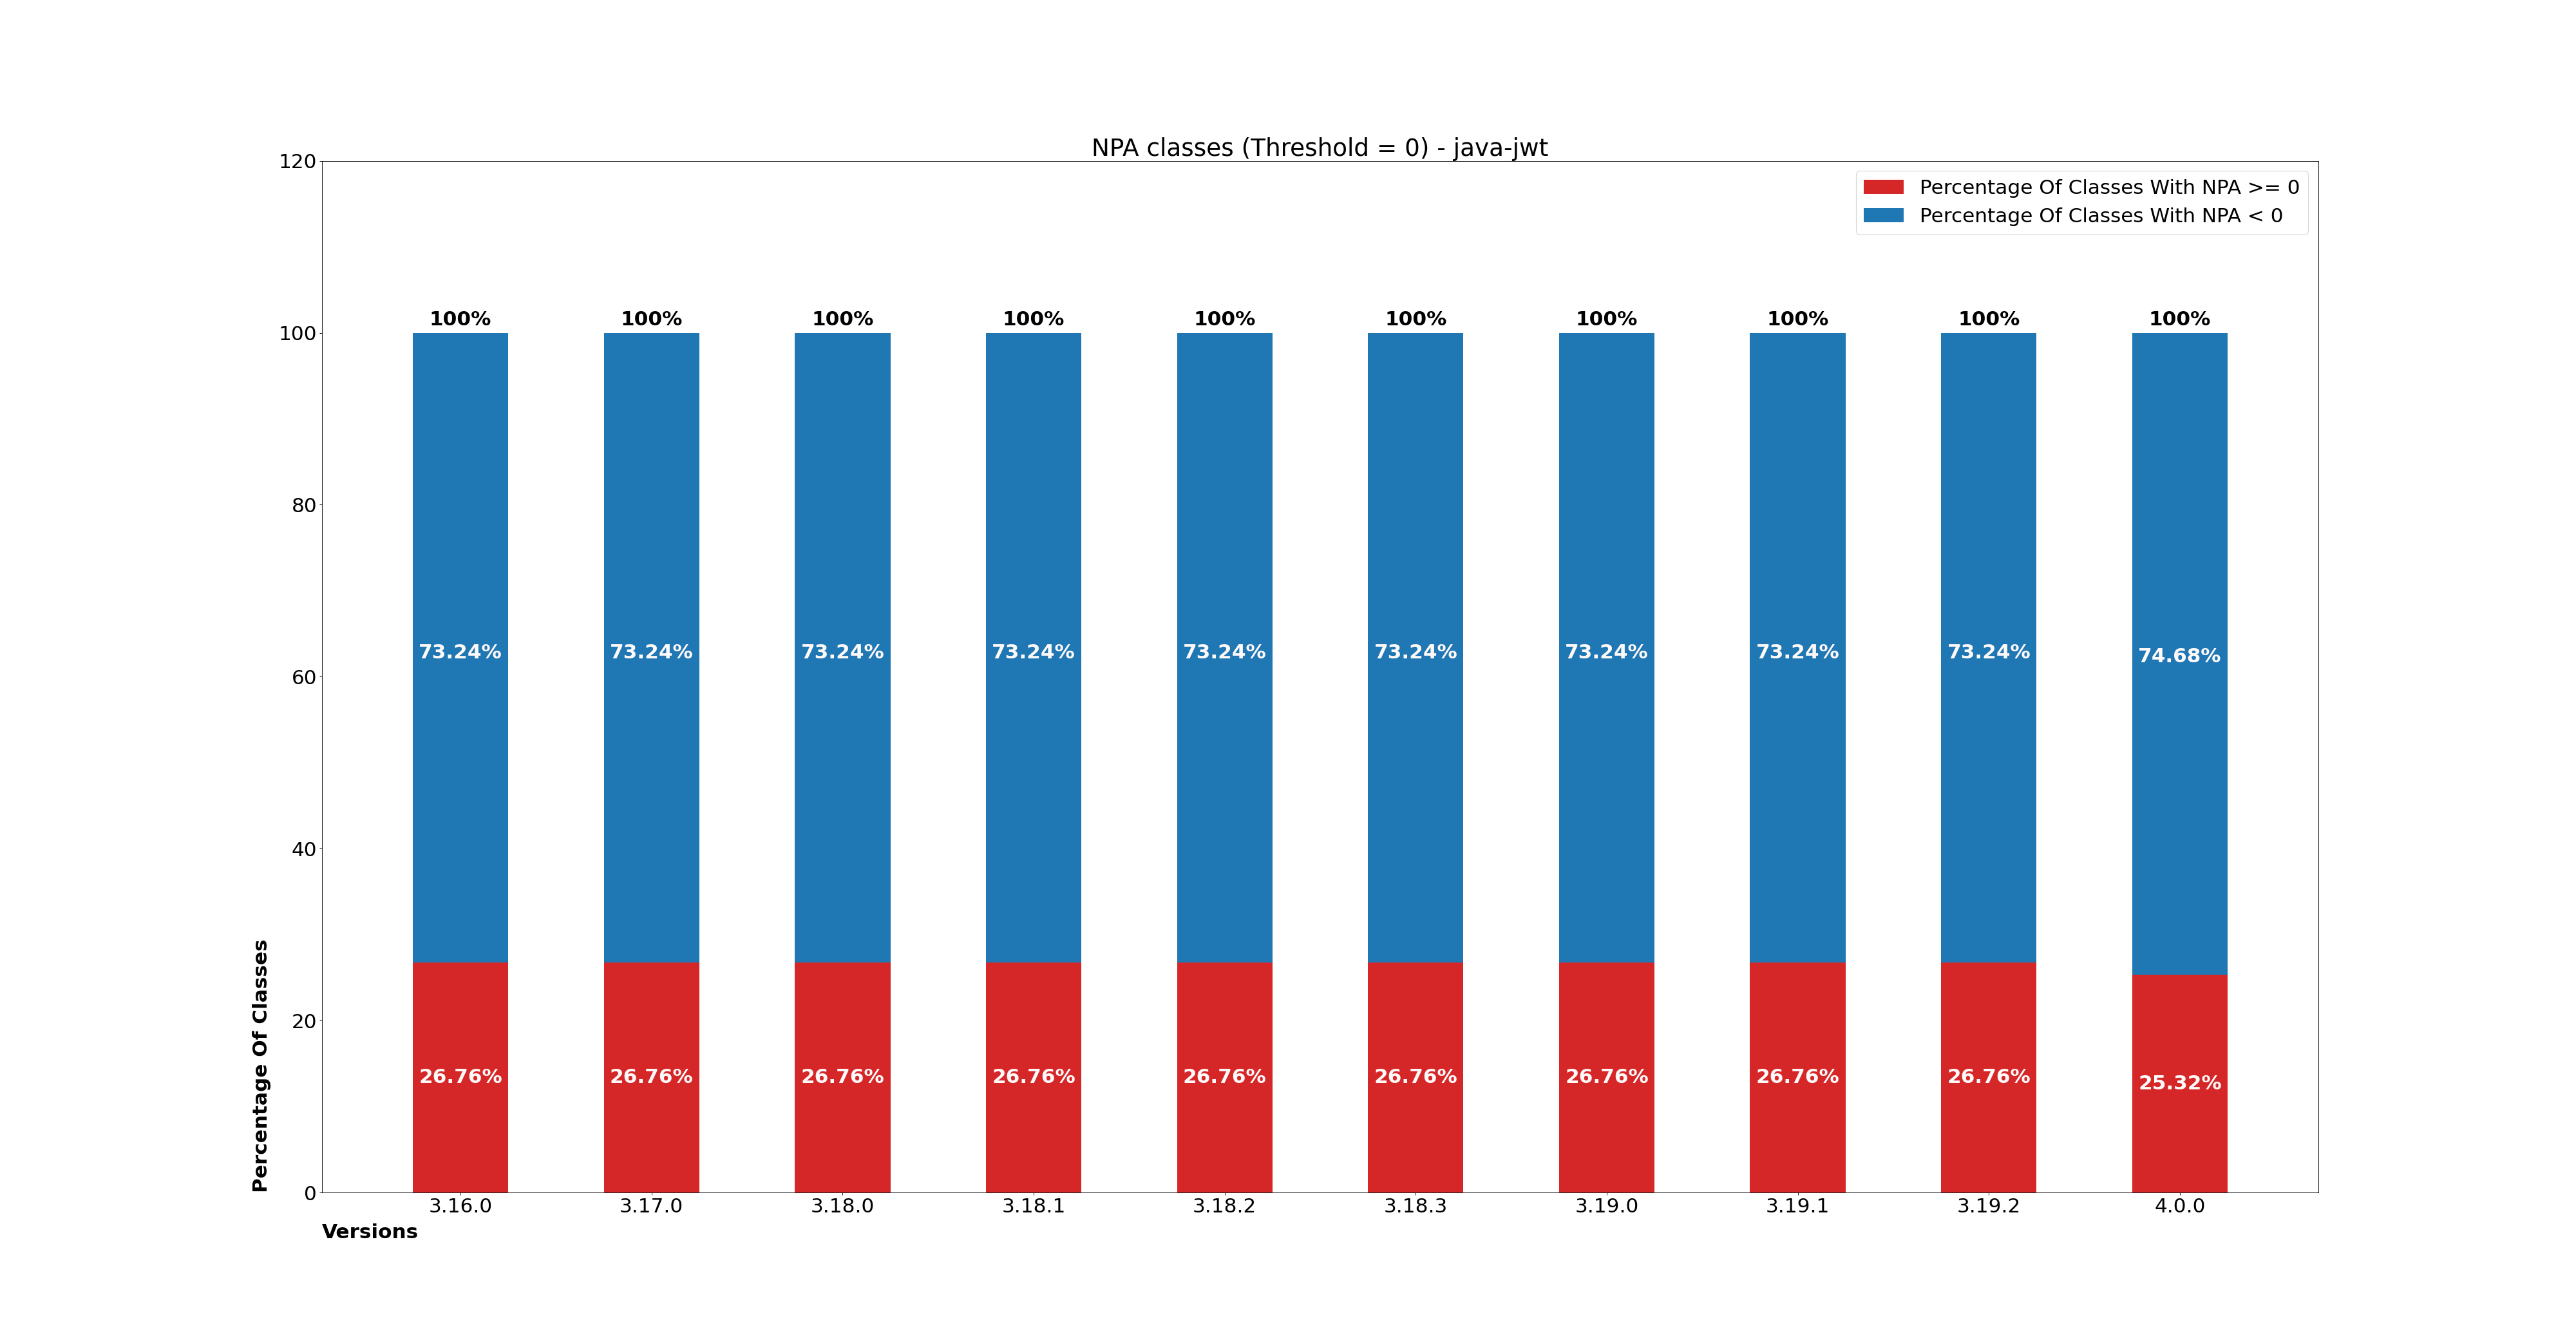 NPA classes (Threshold = 0) - java-jwt
Percentage Of Classes With NPA >= 0
Percentage Of Classes With NPA < 0
120
100
80
60
40
20
0
Percentage Of Classes
100% 100% 100% 100% 100% 100% 100% 100% 100% 100%
73.24% 73.24% 73.24% 73.24% 73.24% 73.24% 73.24% 73.24% 73.24% 74.68%
26.76% 26.76% 26.76% 26.76% 26.76% 26.76% 26.76% 26.76% 26.76% 25.32%
3.16.0 3.17.0 3.18.0 3.18.1 3.18.2 3.18.3 3.19.0 3.19.1 3.19.2 4.0.0
Versions